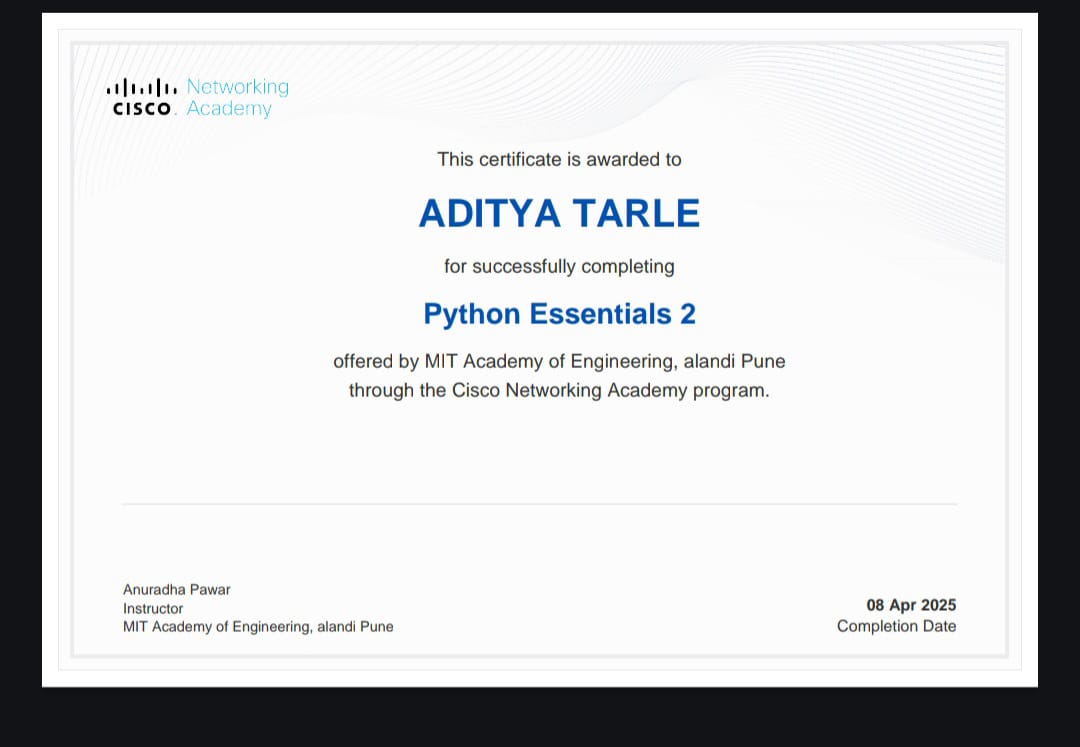 Networking
CISCO. Academy
This certificate is awarded to
ADITYA TARLE
for successfully completing
Python Essentials 2
offered by MIT Academy of Engineering, alandi Pune
through the Cisco Networking Academy program.
Anuradha Pawar
Instructor
MIT Academy of Engineering, alandi Pune
08 Apr 2025
Completion Date